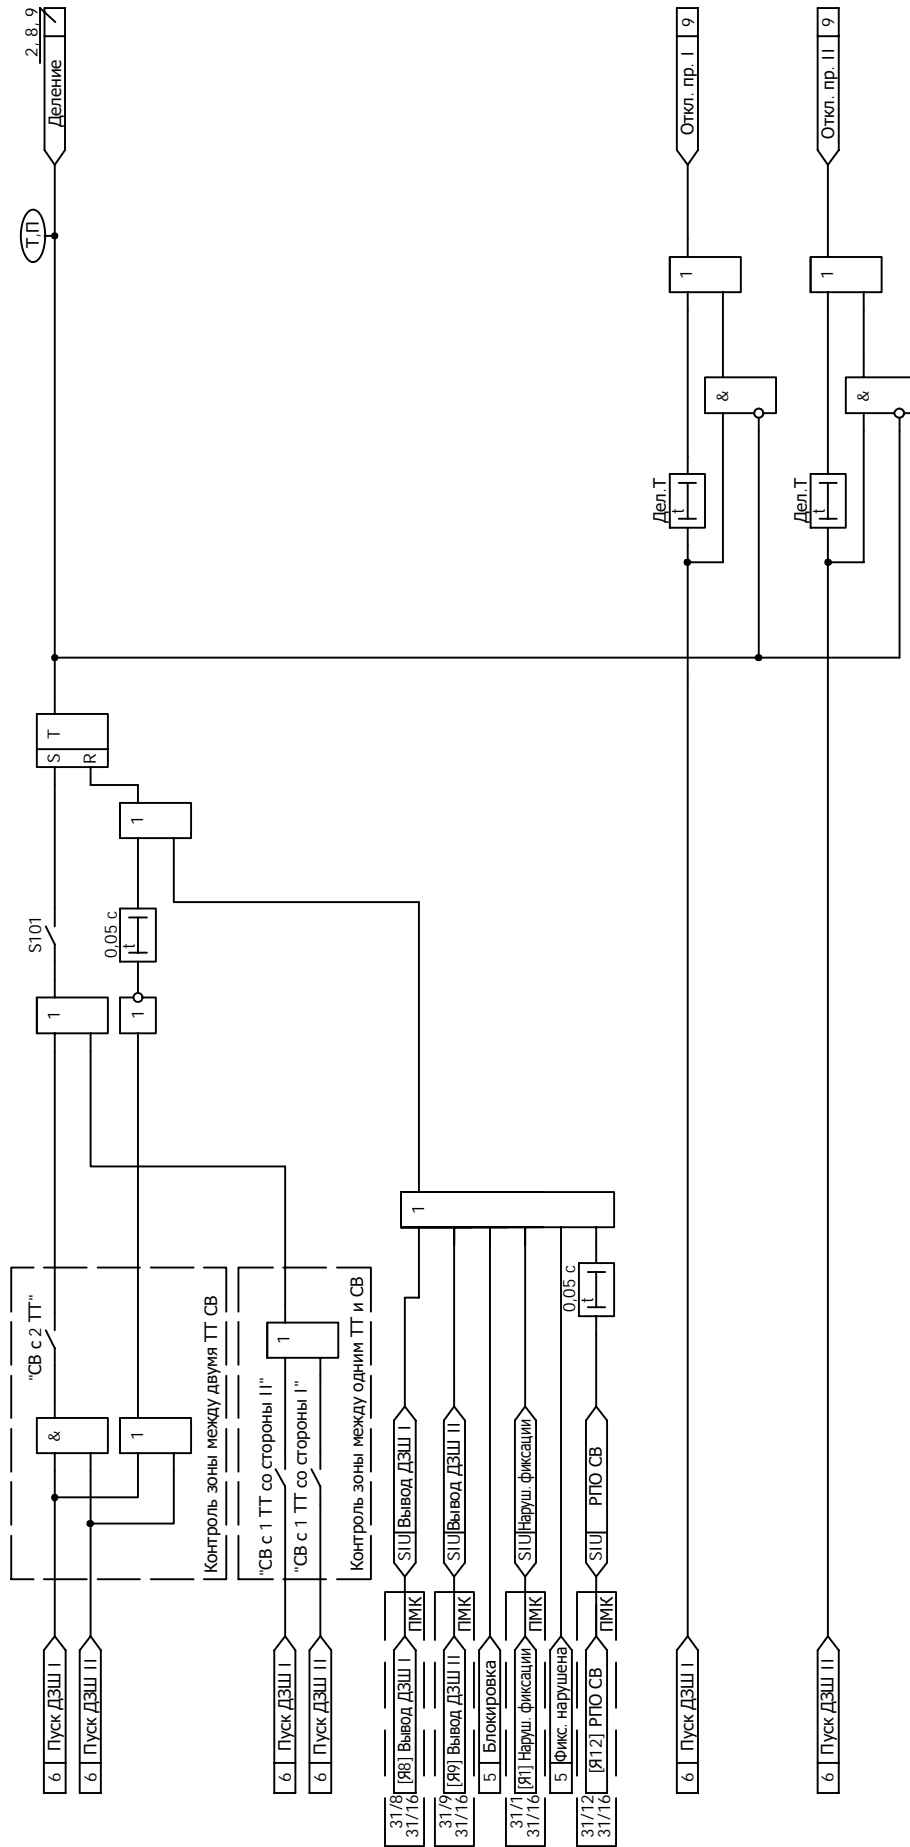 2, 8, 9
Деление
Т,П
T
S
R
1
S101
0,05 с
t
1
1
"СВ с 2 ТТ"
&
1
Контроль зоны между двумя ТТ СВ
6 Пуск ДЗШ I
6 Пуск ДЗШ II
1
"СВ с 1 ТТ со стороны II"
"СВ с 1 ТТ со стороны I"
Контроль зоны между одним ТТ и СВ
6 Пуск ДЗШ I
6 Пуск ДЗШ II
1
0,05 с
t
31/8
31/16
[Я8] Вывод ДЗШ I
ПМК
SIU Вывод ДЗШ I
31/9
31/16
[Я9] Вывод ДЗШ II
ПМК
SIU Вывод ДЗШ II
5 Блокировка
31/1
31/16
[Я1] Наруш. фиксации
ПМК
SIU Наруш. фиксации
5 Фикс. нарушена
31/12
31/16
[Я12] РПО СВ
ПМК
SIU РПО СВ
6 Пуск ДЗШ I
Дел.Т
t
&
1
Откл. пр. I 9
6 Пуск ДЗШ II
Дел.Т
t
&
1
Откл. пр. II 9